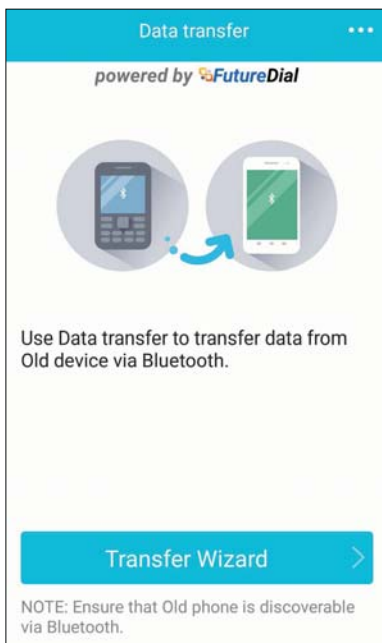 Data transfer
powered by FutureDial
Use Data transfer to transfer data from
Old device via Bluetooth.
Transfer Wizard
NOTE: Ensure that Old phone is discoverable
via Bluetooth.